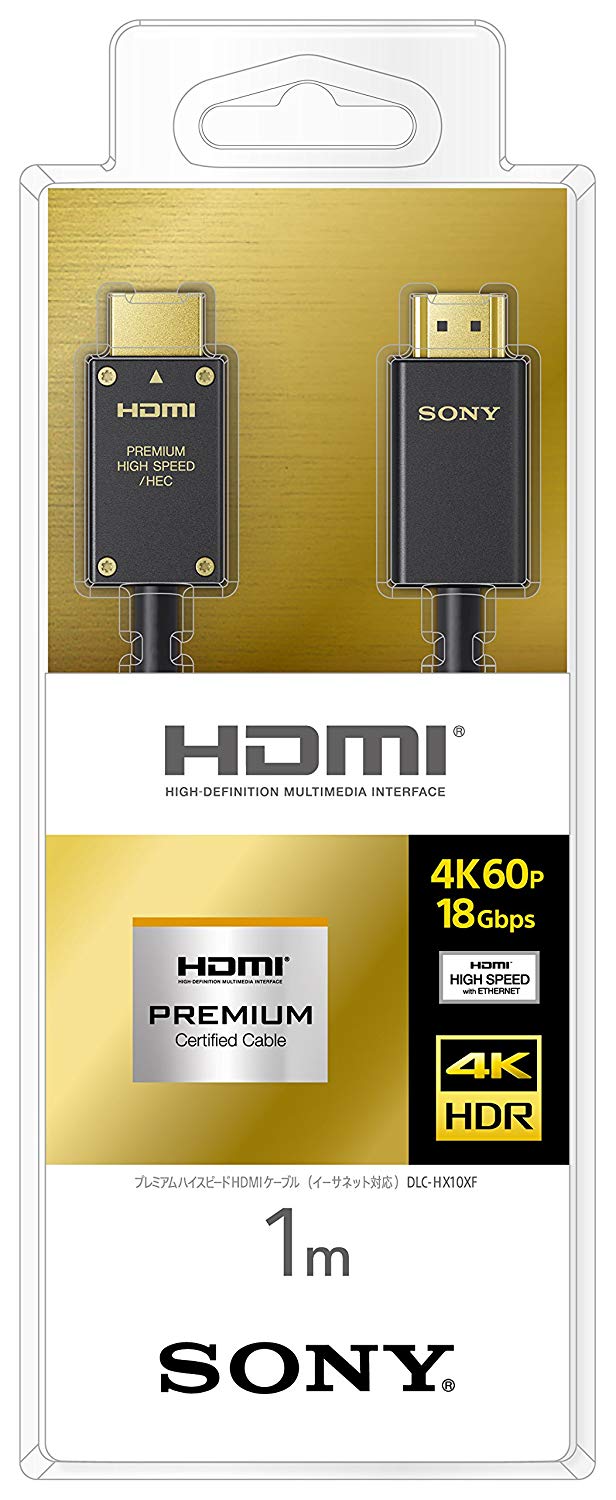 HDMI
PREMIUM
HIGH SPEED
/HEC
SONY
HDMI®
HIGH-DEFINITION MULTIMEDIA INTERFACE
4K60P
18Gbps
HDMI®
HIGH-DEFINITION MULTIMEDIA INTERFACE
PREMIUM
Certified Cable
HDMI
HIGH SPEED
with ETHERNET
4K
HDR
プレミアムハイスピードHDMIケーブル（イーサネット対応）DLC-HX10XF
1m
SONY®